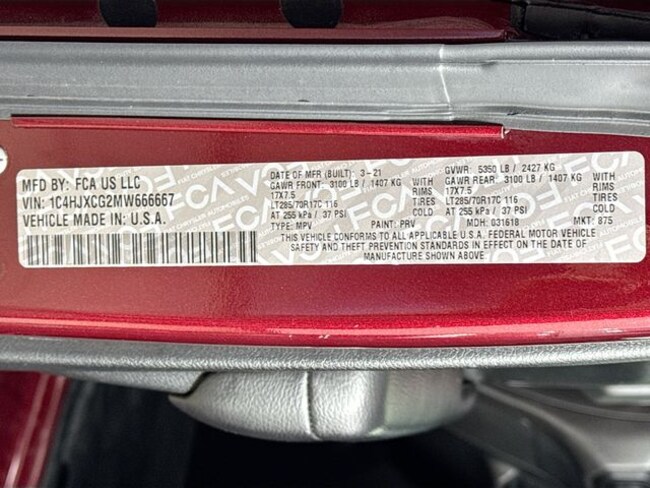 MFD BY: FCA US LLC
VIN: 1C4HJXCG2MW666667
VEHICLE MADE IN U.S.A.
DATE OF MFR (BUILT): 3-21 GVWR: 5350 LB / 2427 KG
GAWR FRONT: 3100 LB / 1407 KG WITH GAWR REAR: 3100 LB / 1407 KG WITH
17X7.5 RIMS 17X7.5 RIMS
LT285/70R17C 116 TIRES LT285/70R17C 116 TIRES
AT 255 kPa / 37 PSI COLD AT 255 kPa / 37 PSI COLD
TYPE: MPV PAINT: PRV MDH: 031618 MKT: 875
THIS VEHICLE CONFORMS TO ALL APPLICABLE U.S.A. FEDERAL MOTOR VEHICLE
SAFETY AND THEFT PREVENTION STANDARDS IN EFFECT ON THE DATE OF
MANUFACTURE SHOWN ABOVE